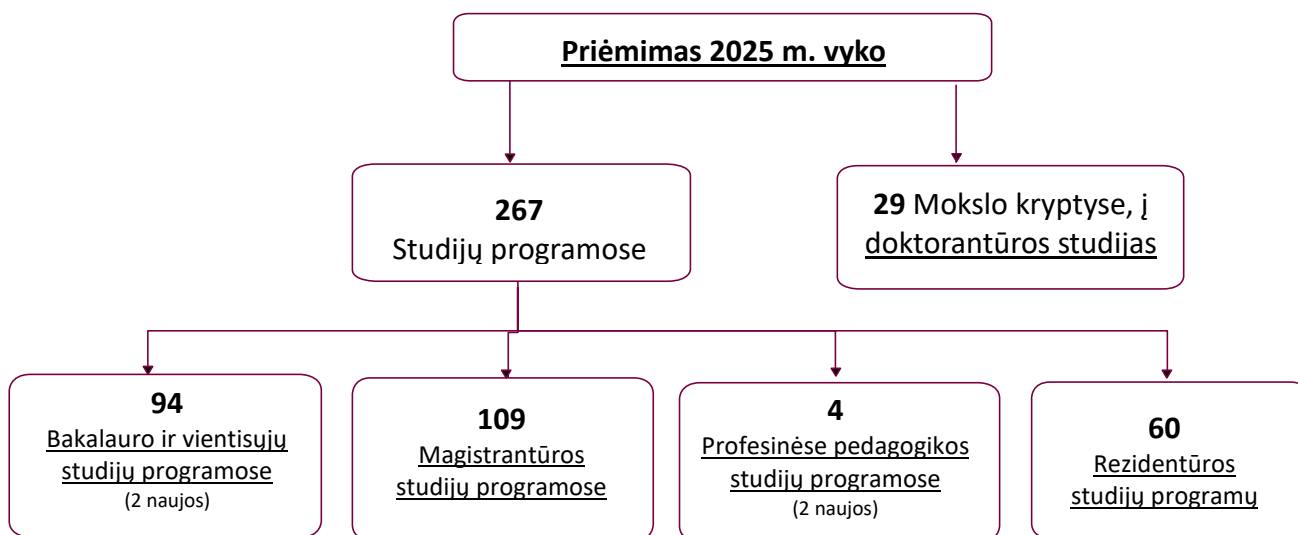 Priėmimas 2025 m. vyko
267
Studijų programose
29 Mokslo kryptyse, į
doktorantūros studijas
94
Bakalauro ir vientisųjų
studijų programose
(2 naujos)
109
Magistrantūros
studijų programose
4
Profesinėse pedagogikos
studijų programose
(2 naujos)
60
Rezidentūros
studijų programų